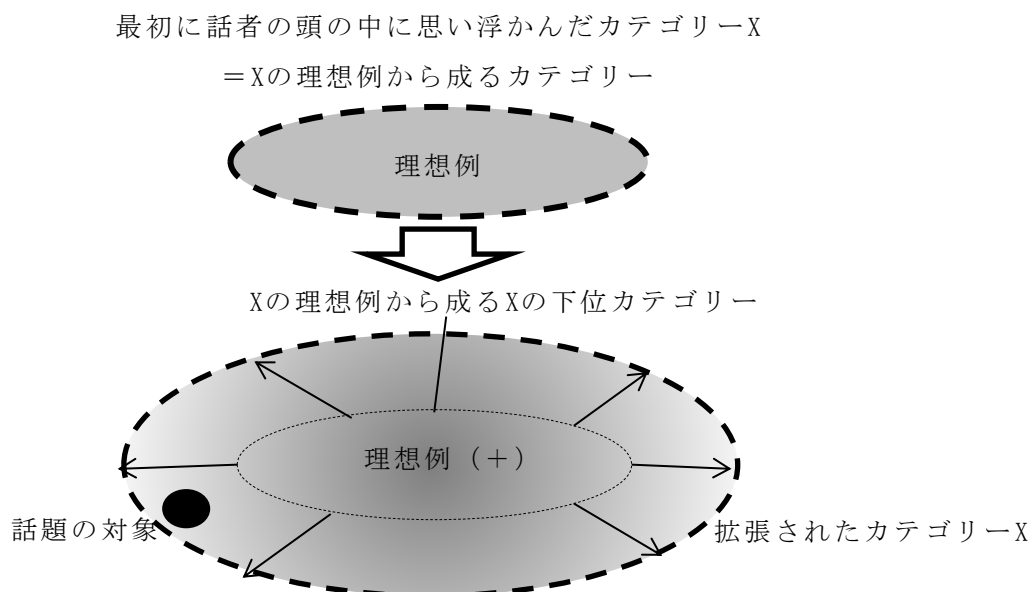 最初に話者の頭の中に思い浮かんだカテゴリーX
＝Xの理想例から成るカテゴリー
理想例
Xの理想例から成るXの下位カテゴリー
理想例（＋）
話題の対象
拡張されたカテゴリーX